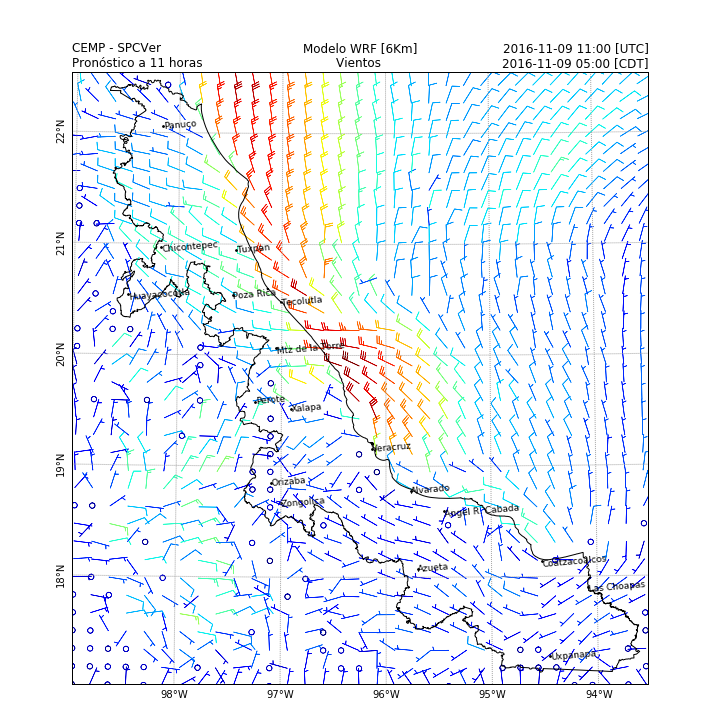 CEMP - SPCVer
Modelo WRF [6Km]
2016-11-09 11:00 [UTC]
Pronóstico a 11 horas
Vientos
2016-11-09 05:00 [CDT]
22°N
Panuco
21°N
Chicontepec
Tuxpan
Huayacocotla
Poza Rica
Tecolutla
20°N
Mtz de la Torre
Perote
Xalapa
Veracruz
19°N
Orizaba
Alvarado
Zongolica
Angel R Cabada
18°N
Azueta
Coatzacoalcos
Las Choapas
Uxpanapa
98°W
97°W
96°W
95°W
94°W